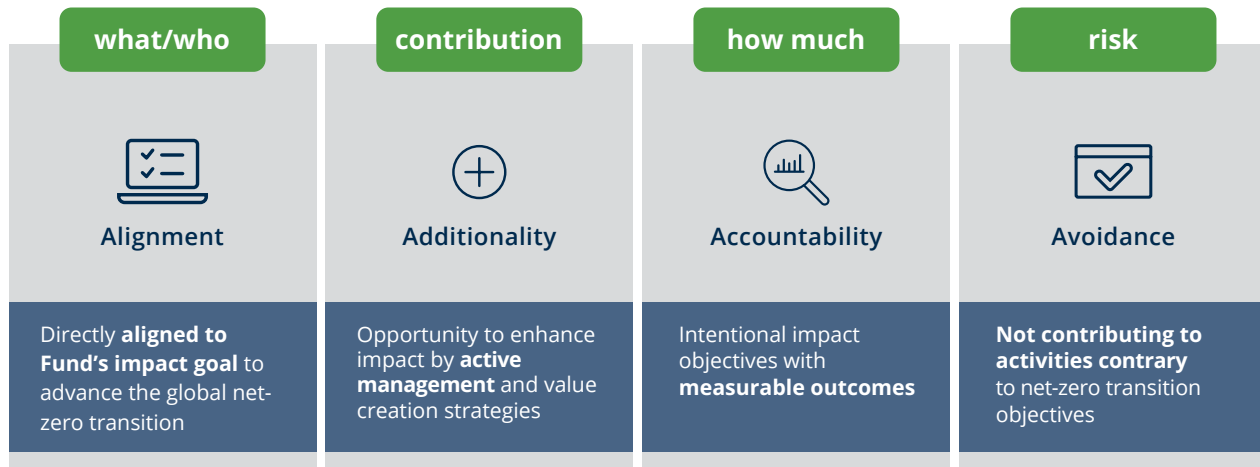 what/who
Alignment
Directly aligned to
Fund's impact goal to
advance the global net-
zero transition
contribution
Additionality
Opportunity to enhance
impact by active
management and value
creation strategies
how much
Accountability
Intentional impact
objectives with
measurable outcomes
risk
Avoidance
Not contributing to
activities contrary
to net-zero transition
objectives